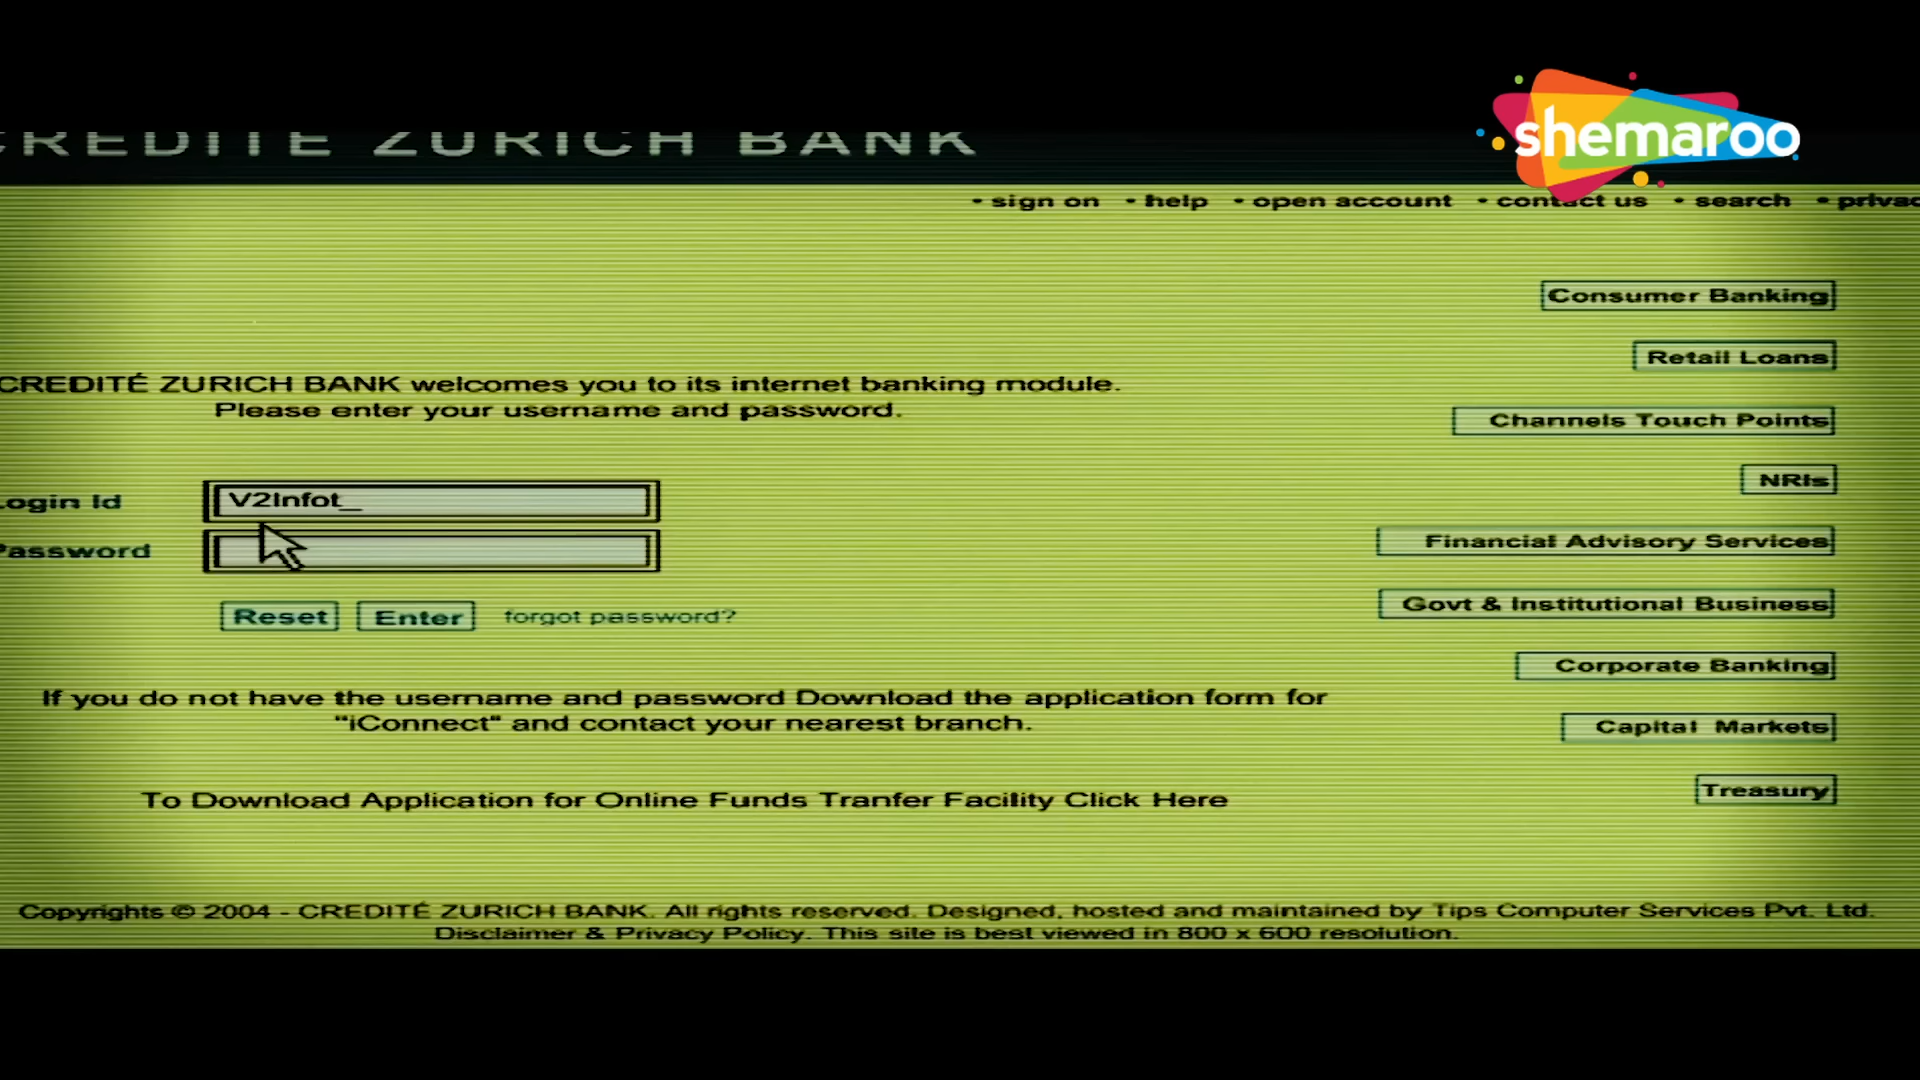 CREDITE ZURICH BANK
shemaroo
• sign on • help • open account • contact us • search • privac
Consumer Banking
Retail Loans
CREDITÉ ZURICH BANK welcomes you to its internet banking module.
Please enter your username and password.
Channels Touch Points
NRIs
Login Id V2Infot_
Password
Financial Advisory Services
Reset Enter forgot password?
Govt & Institutional Business
Corporate Banking
If you do not have the username and password Download the application form for
"iConnect" and contact your nearest branch.
Capital Markets
To Download Application for Online Funds Tranfer Facility Click Here
Treasury
Copyrights © 2004 - CREDITÉ ZURICH BANK. All rights reserved. Designed, hosted and maintained by Tips Computer Services Pvt. Ltd.
Disclaimer & Privacy Policy. This site is best viewed in 800 x 600 resolution.